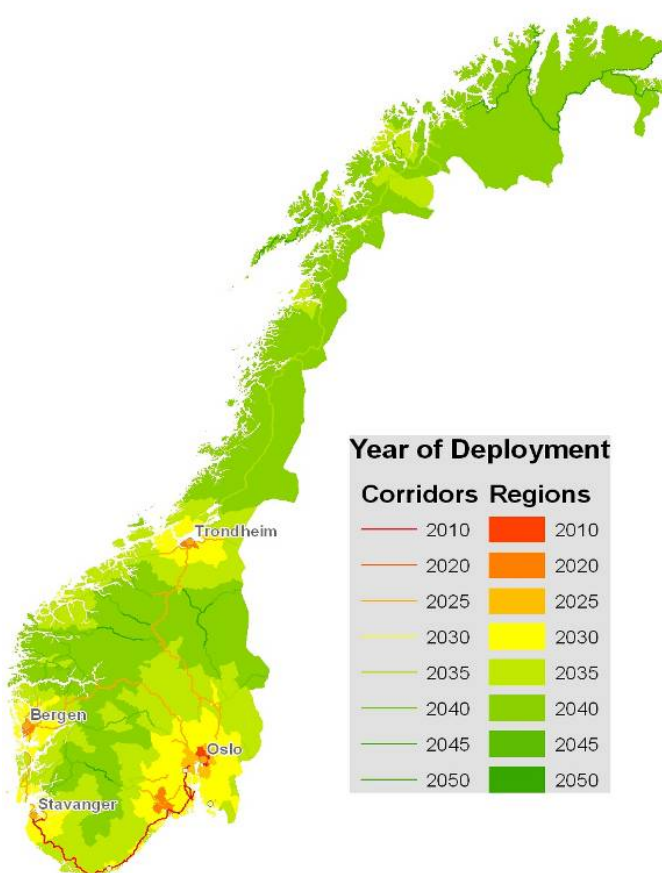 Year of Deployment
Corridors Regions
2010 2010
2020 2020
2025 2025
2030 2030
2035 2035
2040 2040
2045 2045
2050 2050
Trondheim
Bergen
Oslo
Stavanger